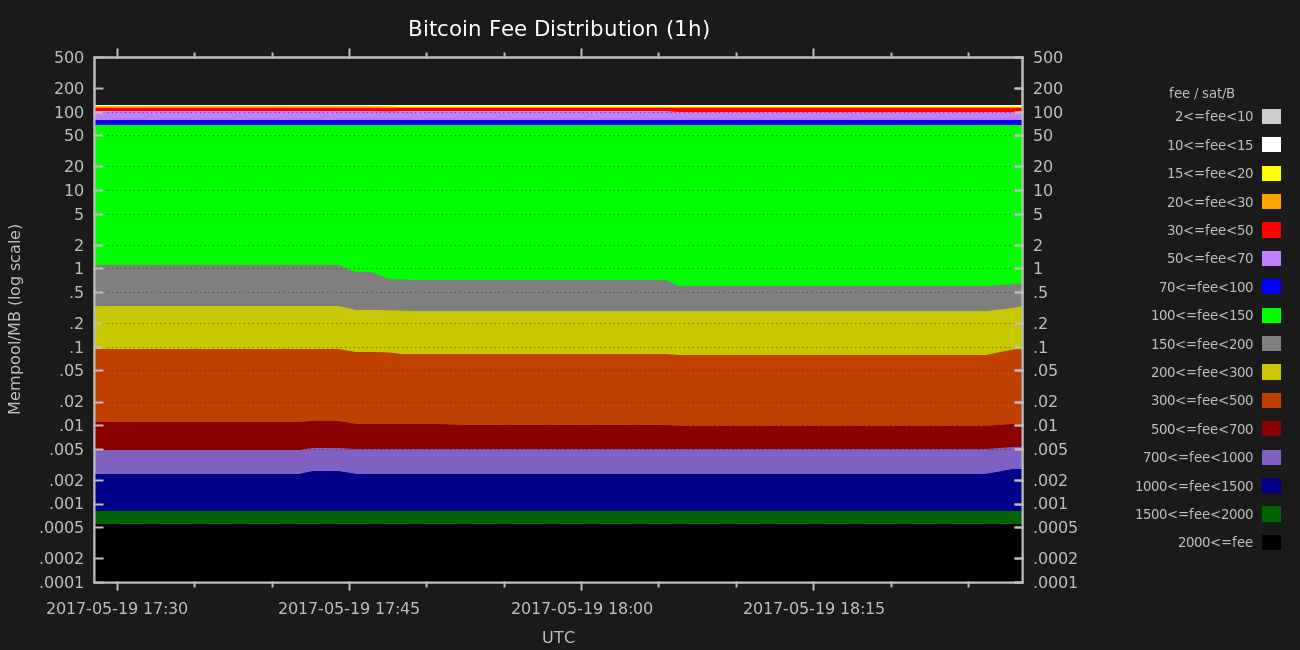 Bitcoin Fee Distribution (1h)
500 500
200 200
100 100
50 50
20 20
10 10
5 5
2 2
1 1
.5 .5
.2 .2
.1 .1
.05 .05
.02 .02
.01 .01
.005 .005
.002 .002
.001 .001
.0005 .0005
.0002 .0002
.0001 .0001
Mempool/MB (log scale)
2017-05-19 17:30 2017-05-19 17:45 2017-05-19 18:00 2017-05-19 18:15
UTC
fee / sat/B
2<=fee<10
10<=fee<15
15<=fee<20
20<=fee<30
30<=fee<50
50<=fee<70
70<=fee<100
100<=fee<150
150<=fee<200
200<=fee<300
300<=fee<500
500<=fee<700
700<=fee<1000
1000<=fee<1500
1500<=fee<2000
2000<=fee